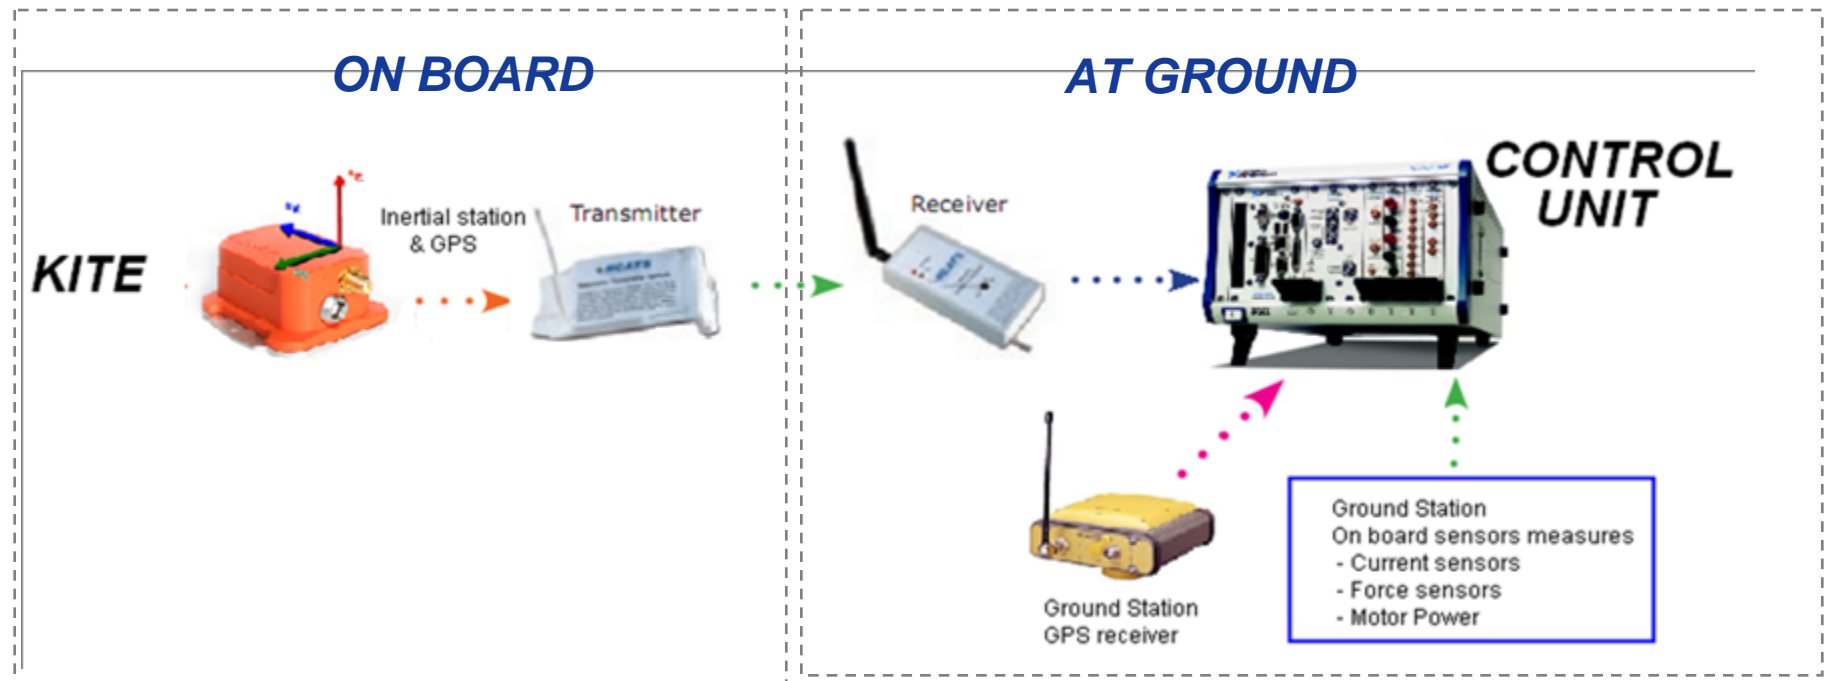 ON BOARD
AT GROUND
KITE
Inertial station
& GPS
Transmitter
Receiver
CONTROL
UNIT
Ground Station
GPS receiver
Ground Station
On board sensors measures
- Current sensors
- Force sensors
- Motor Power